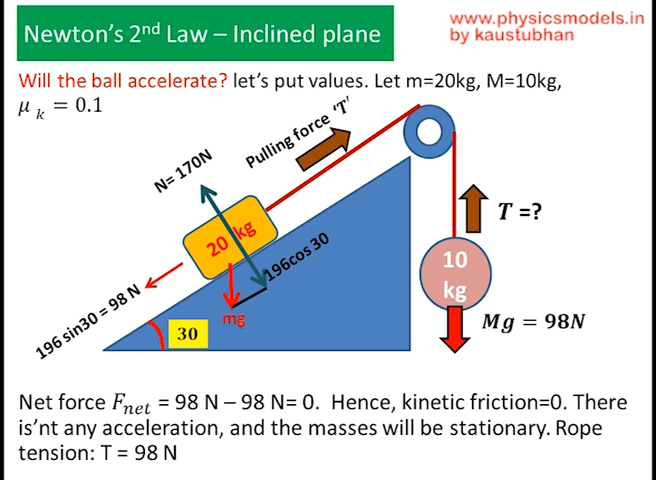 Newton's 2nd Law – Inclined plane
www.physicsmodels.in
by kaustubhan
Will the ball accelerate? let's put values. Let m=20kg, M=10kg,
μ k = 0.1
Pulling force 'T'
N= 170N
20 kg
T =?
196cos 30
10
kg
mg
196 sin30 = 98 N
30
Mg = 98N
Net force Fnet = 98 N – 98 N= 0. Hence, kinetic friction=0. There
is'nt any acceleration, and the masses will be stationary. Rope
tension: T = 98 N